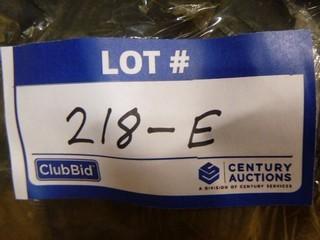 LOT #
218-E
ClubBid
CENTURY
AUCTIONS
A DIVISION OF CENTURY SERVICES